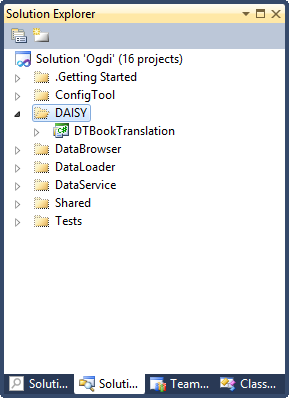 Solution Explorer
Solution 'Ogdi' (16 projects)
.Getting Started
ConfigTool
DAISY
DTBookTranslation
DataBrowser
DataLoader
DataService
Shared
Tests
Soluti... Soluti... Team... Class...